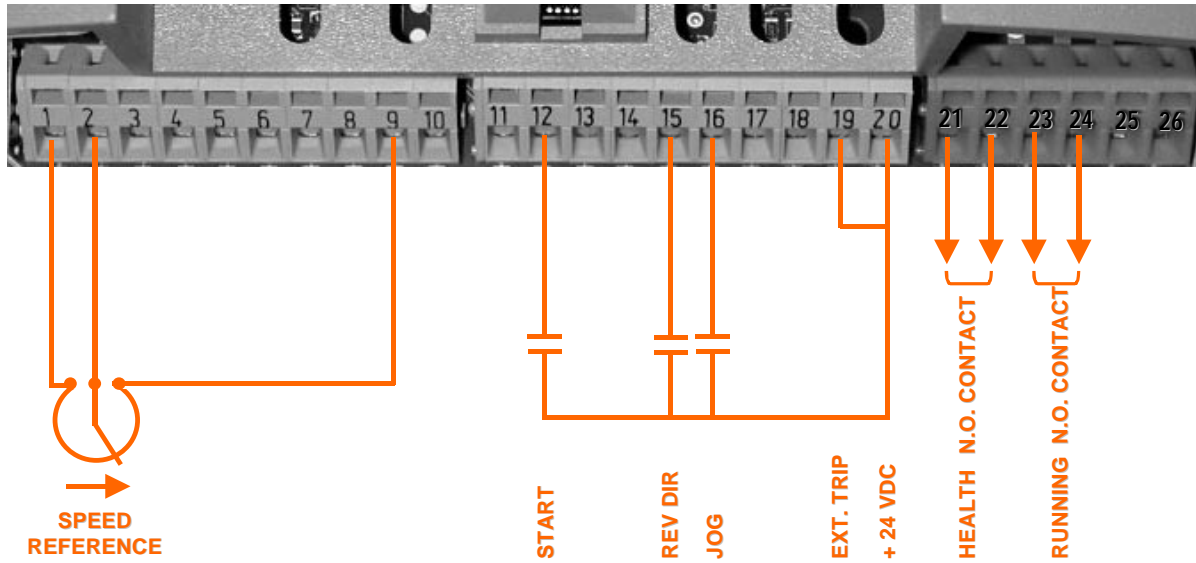 1 2 3 4 5 6 7 8 9 10 11 12 13 14 15 16 17 18 19 20 21 22 23 24 25 26
SPEED
REFERENCE
START
REV DIR
JOG
EXT. TRIP
+ 24 VDC
HEALTH N.O. CONTACT
RUNNING N.O. CONTACT